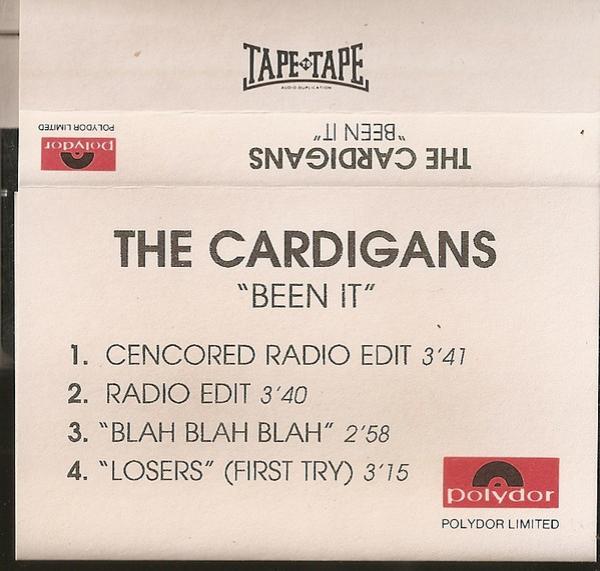 TAPE TO TAPE
AUDIO DUPLICATION
THE CARDIGANS
"BEEN IT"
polydor
POLYDOR LIMITED
THE CARDIGANS
"BEEN IT"
1. CENCORED RADIO EDIT 3'41
2. RADIO EDIT 3'40
3. "BLAH BLAH BLAH" 2'58
4. "LOSERS" (FIRST TRY) 3'15
polydor
POLYDOR LIMITED